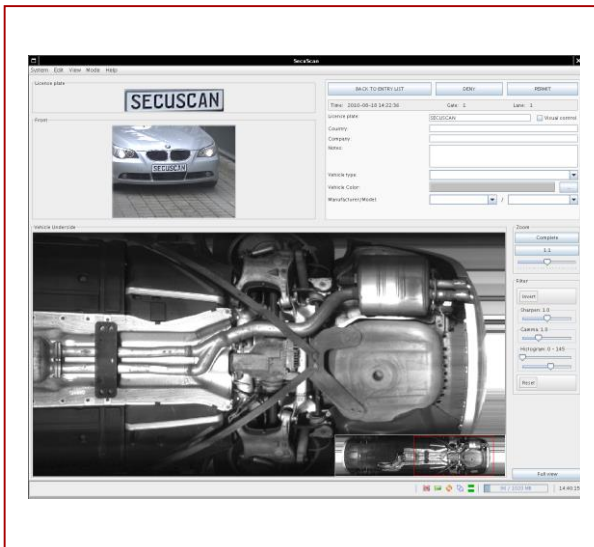 SecuScan
System Edit View Mode Help
Licence plate
SECUSCAN
Front
SECUSCAN
BACK TO ENTRY LIST DENY PERMIT
Time: 2010-08-18 14:22:56 Gate: 1 Lane: 1
Licence plate: SECUSCAN Visual control
Country:
Company:
Notes:
Vehicle type:
Vehicle Color: ...
Manufacturer/Model: /
Vehicle Underside
Zoom
Complete
1:1
Filter
Invert
Sharpen: 1.0
Gamma: 1.0
Histogram: 0 - 145
Reset
Full view